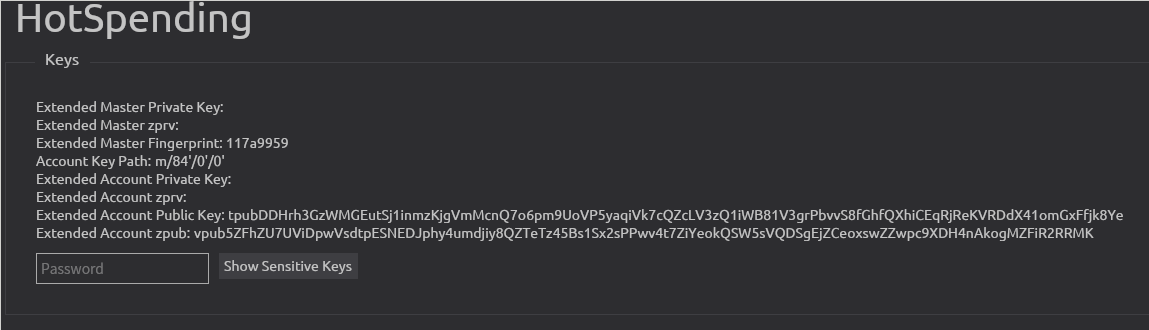 HotSpending
Keys
Extended Master Private Key:
Extended Master zprv:
Extended Master Fingerprint: 117a9959
Account Key Path: m/84'/0'/0'
Extended Account Private Key:
Extended Account zprv:
Extended Account Public Key: tpubDDHrh3GzWMGEutSj1inmzKjgVmMcnQ7o6pm9UoVP5yaqiVk7cQZcLV3zQ1iWB81V3grPbvvS8fGhfQXhiCEqRjReKVRDdX41omGxFfjk8Ye
Extended Account zpub: vpub5ZFhZU7UViDpwVsdtpESNEDJphy4umdjiy8QZTeTz45Bs1Sx2sPPwv4t7ZiYeokQSW5sVQDSgEjZCeoxswZZwpc9XDH4nAkogMZFiR2RRMK
Password
Show Sensitive Keys